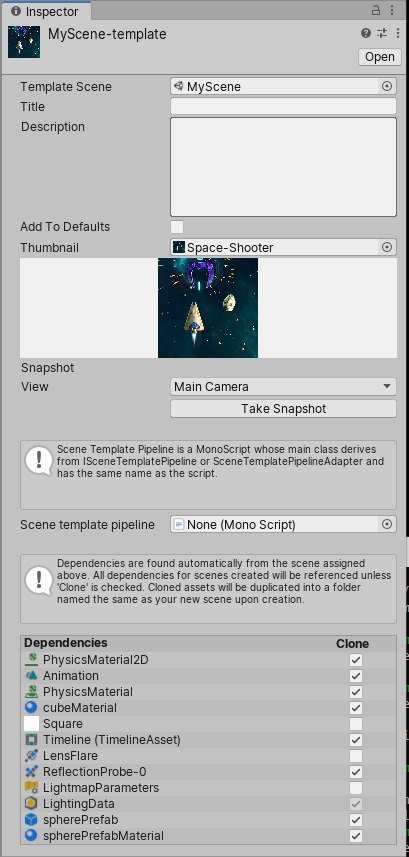 Inspector
MyScene-template
Open
Template Scene MyScene
Title
Description
Add To Defaults
Thumbnail Space-Shooter
Snapshot
View Main Camera
Take Snapshot
Scene Template Pipeline is a MonoScript whose main class derives
from ISceneTemplatePipeline or SceneTemplatePipelineAdapter and
has the same name as the script.
Scene template pipeline None (Mono Script)
Dependencies are found automatically from the scene assigned
above. All dependencies for scenes created will be referenced unless
'Clone' is checked. Cloned assets will be duplicated into a folder
named the same as your new scene upon creation.
Dependencies Clone
PhysicsMaterial2D
Animation
PhysicsMaterial
cubeMaterial
Square
Timeline (TimelineAsset)
LensFlare
ReflectionProbe-0
LightmapParameters
LightingData
spherePrefab
spherePrefabMaterial